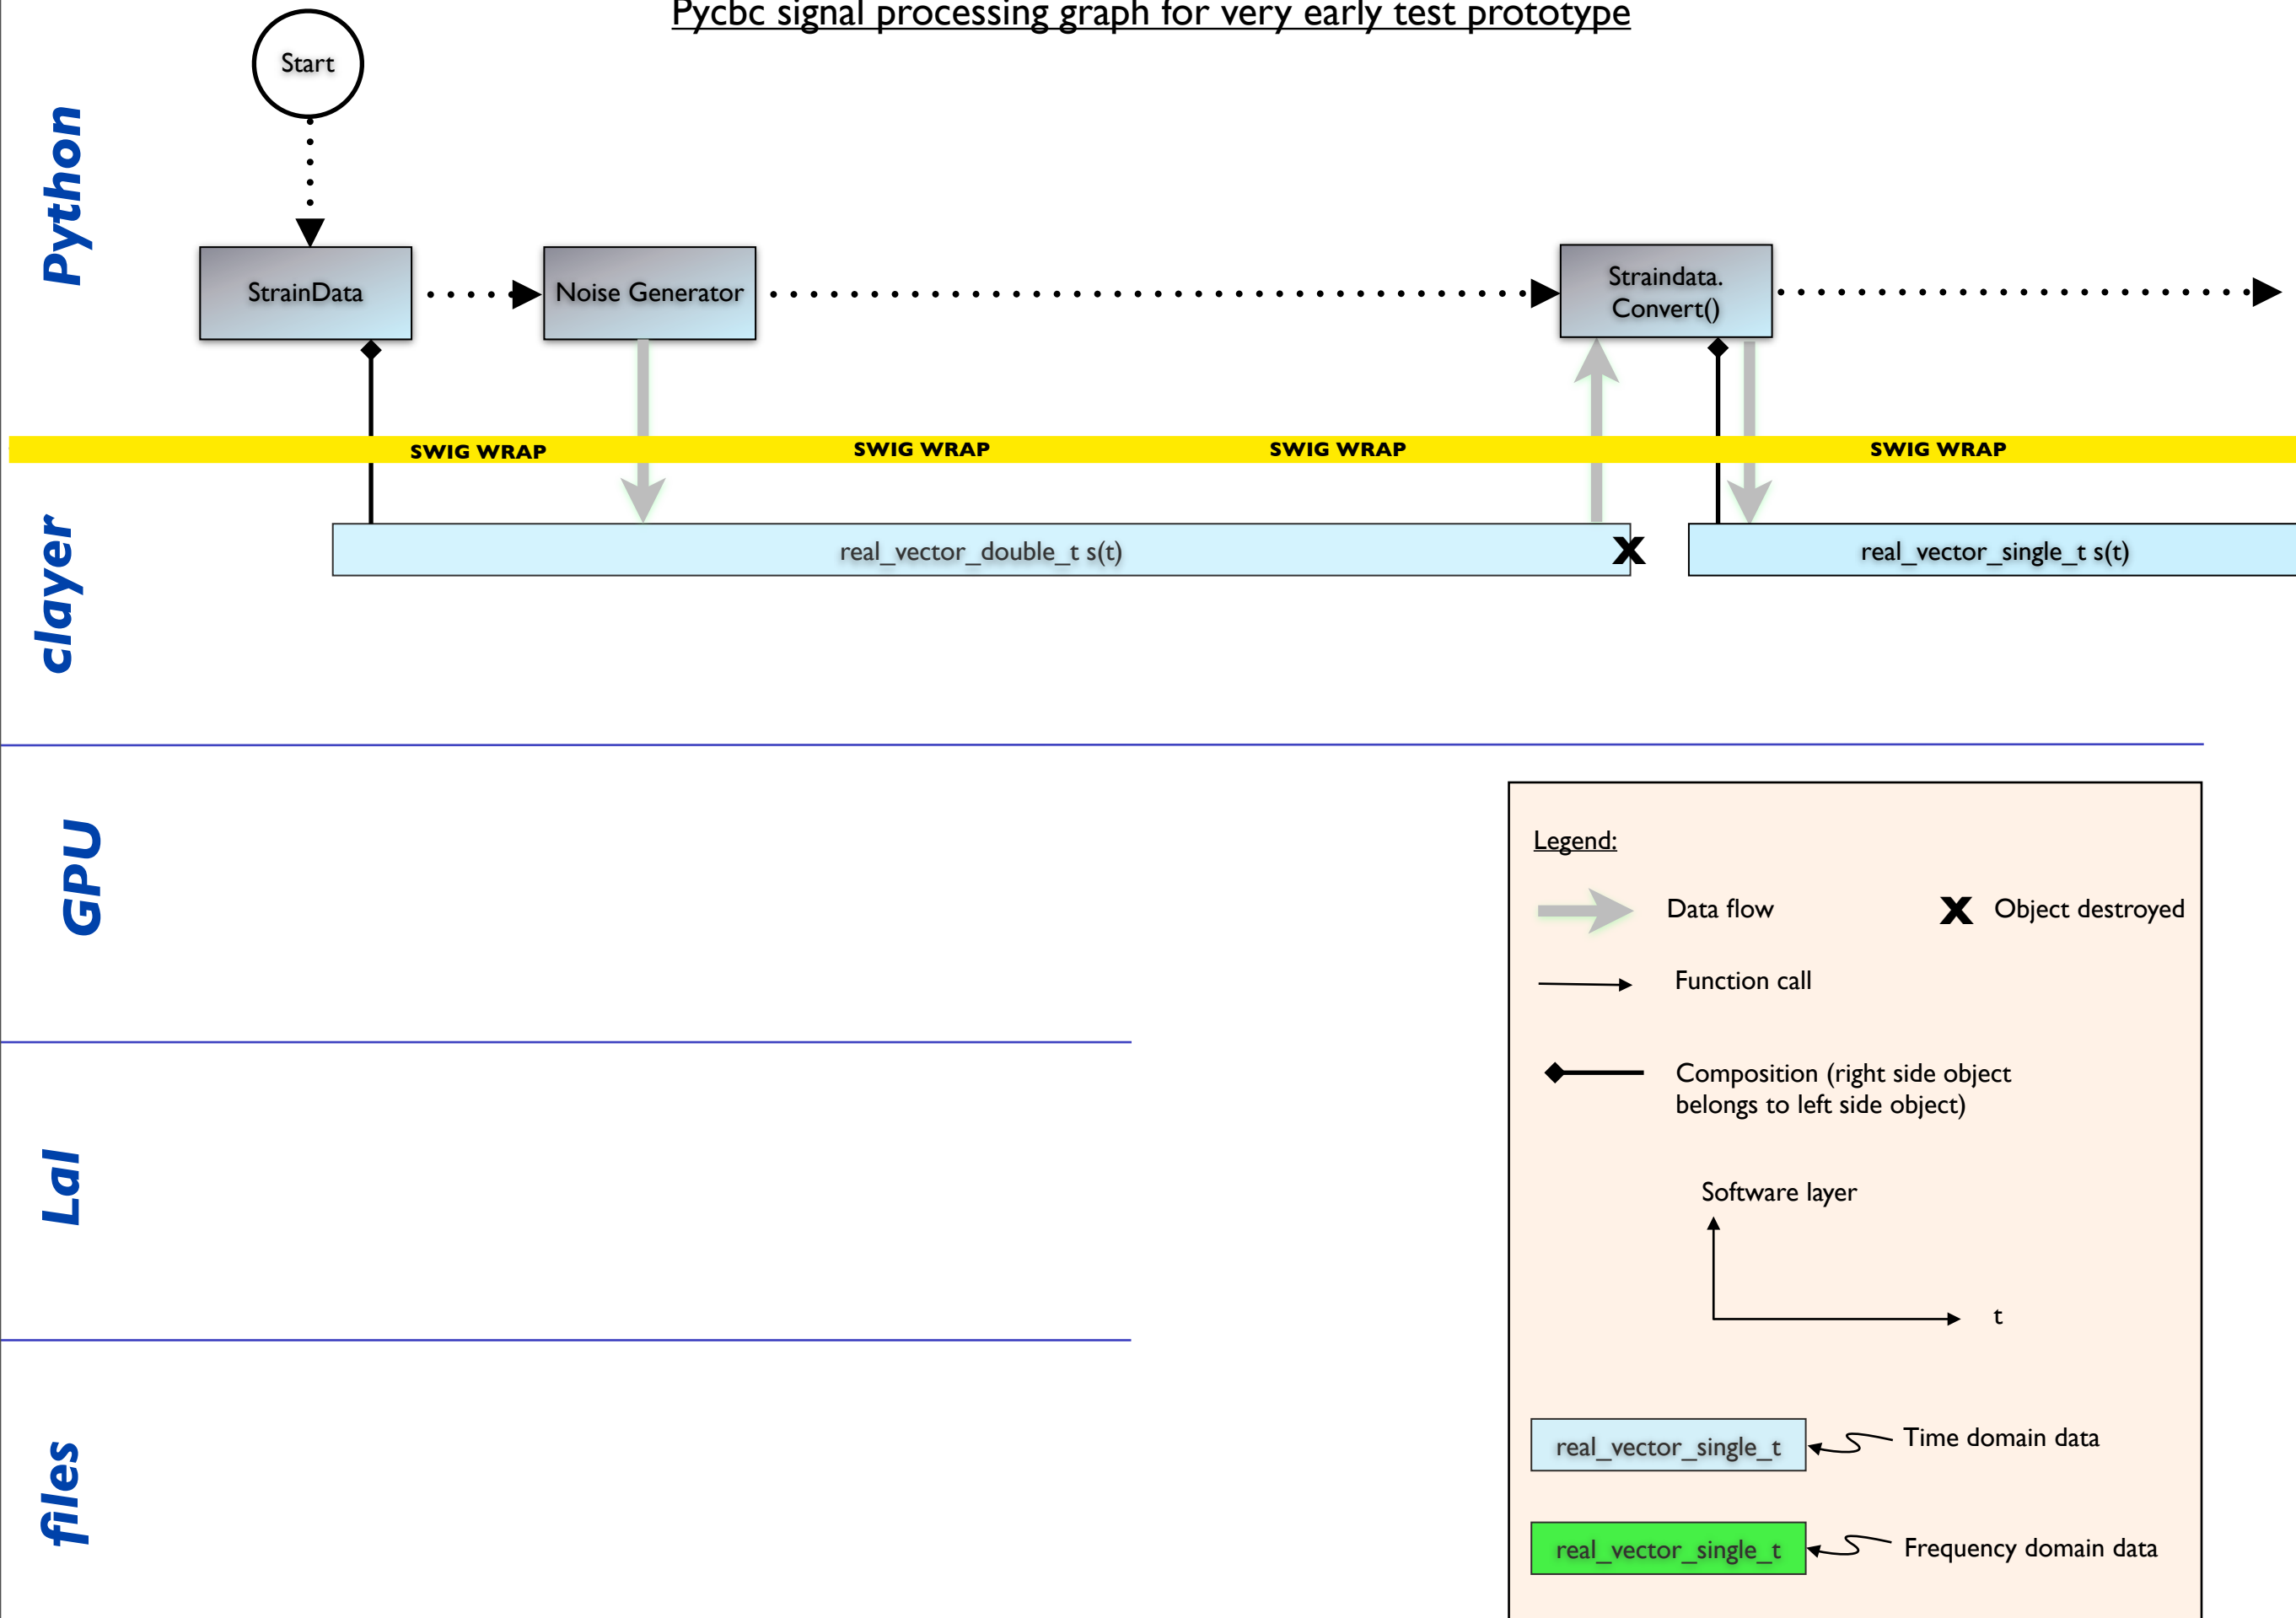 Pycbc signal processing graph for very early test prototype
Start
Python
StrainData
Noise Generator
Straindata.
Convert()
SWIG WRAP
SWIG WRAP
SWIG WRAP
SWIG WRAP
clayer
real_vector_double_t s(t)
x
real_vector_single_t s(t)
GPU
Legend:
Data flow
x
Object destroyed
Function call
Composition (right side object
belongs to left side object)
Lal
Software layer
t
files
real_vector_single_t
Time domain data
real_vector_single_t
Frequency domain data